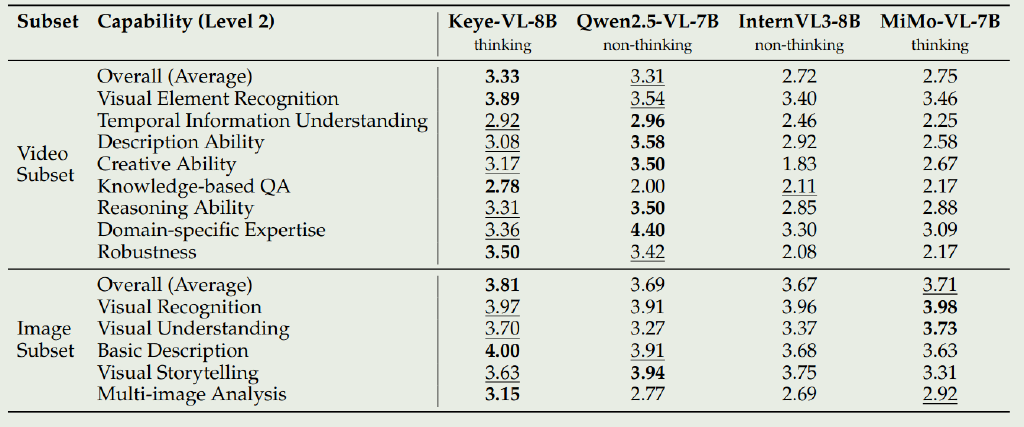 Subset Capability (Level 2) Keye-VL-8B Qwen2.5-VL-7B InternVL3-8B MiMo-VL-7B
thinking non-thinking non-thinking thinking
Video Subset
Overall (Average) 3.33 3.31 2.72 2.75
Visual Element Recognition 3.89 3.54 3.40 3.46
Temporal Information Understanding 2.92 2.96 2.46 2.25
Description Ability 3.08 3.58 2.92 2.58
Creative Ability 3.17 3.50 1.83 2.67
Knowledge-based QA 2.78 2.00 2.11 2.17
Reasoning Ability 3.31 3.50 2.85 2.88
Domain-specific Expertise 3.36 4.40 3.30 3.09
Robustness 3.50 3.42 2.08 2.17
Image Subset
Overall (Average) 3.81 3.69 3.67 3.71
Visual Recognition 3.97 3.91 3.96 3.98
Visual Understanding 3.70 3.27 3.37 3.73
Basic Description 4.00 3.91 3.68 3.63
Visual Storytelling 3.63 3.94 3.75 3.31
Multi-image Analysis 3.15 2.77 2.69 2.92